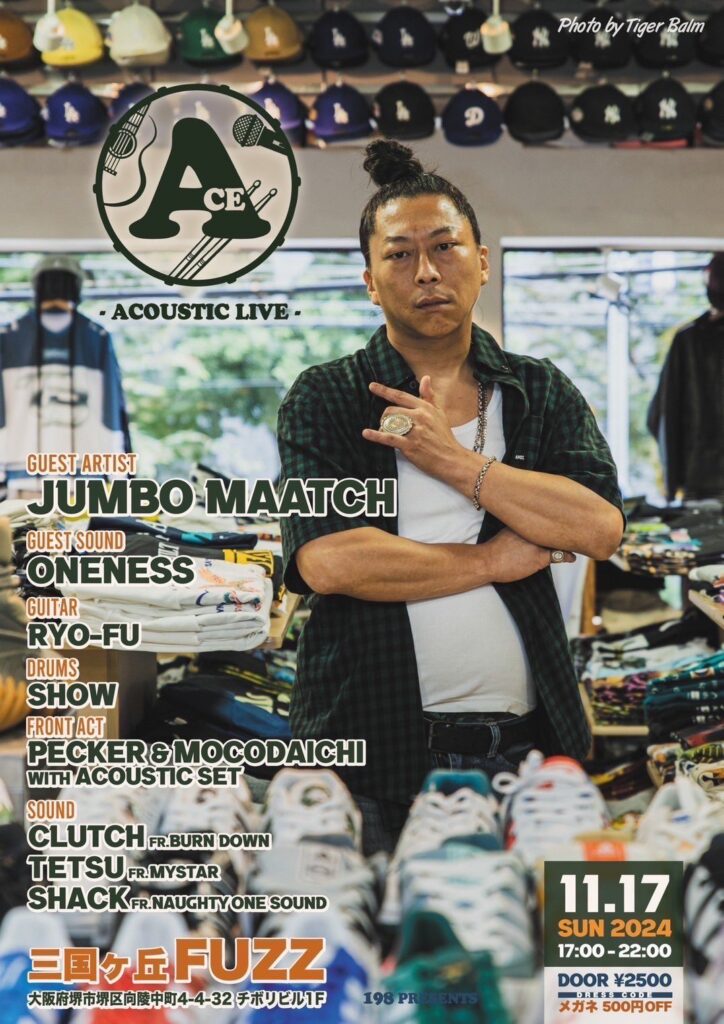 Photo by Tiger Balm
ACE
- ACOUSTIC LIVE -
GUEST ARTIST
JUMBO MAATCH
GUEST SOUND
ONENESS
GUITAR
RYO-FU
DRUMS
SHOW
FRONT ACT
PECKER & MOCODAICHI
WITH ACOUSTIC SET
SOUND
CLUTCH FR.BURN DOWN
TETSU FR.MYSTAR
SHACK FR.NAUGHTY ONE SOUND
三国ヶ丘 FUZZ
大阪府堺市堺区向陵中町4-4-32 チボリビル1F
198 PRESENTS
11.17
SUN 2024
17:00 - 22:00
DOOR ¥2500
DRESS CODE
メガネ 500円OFF